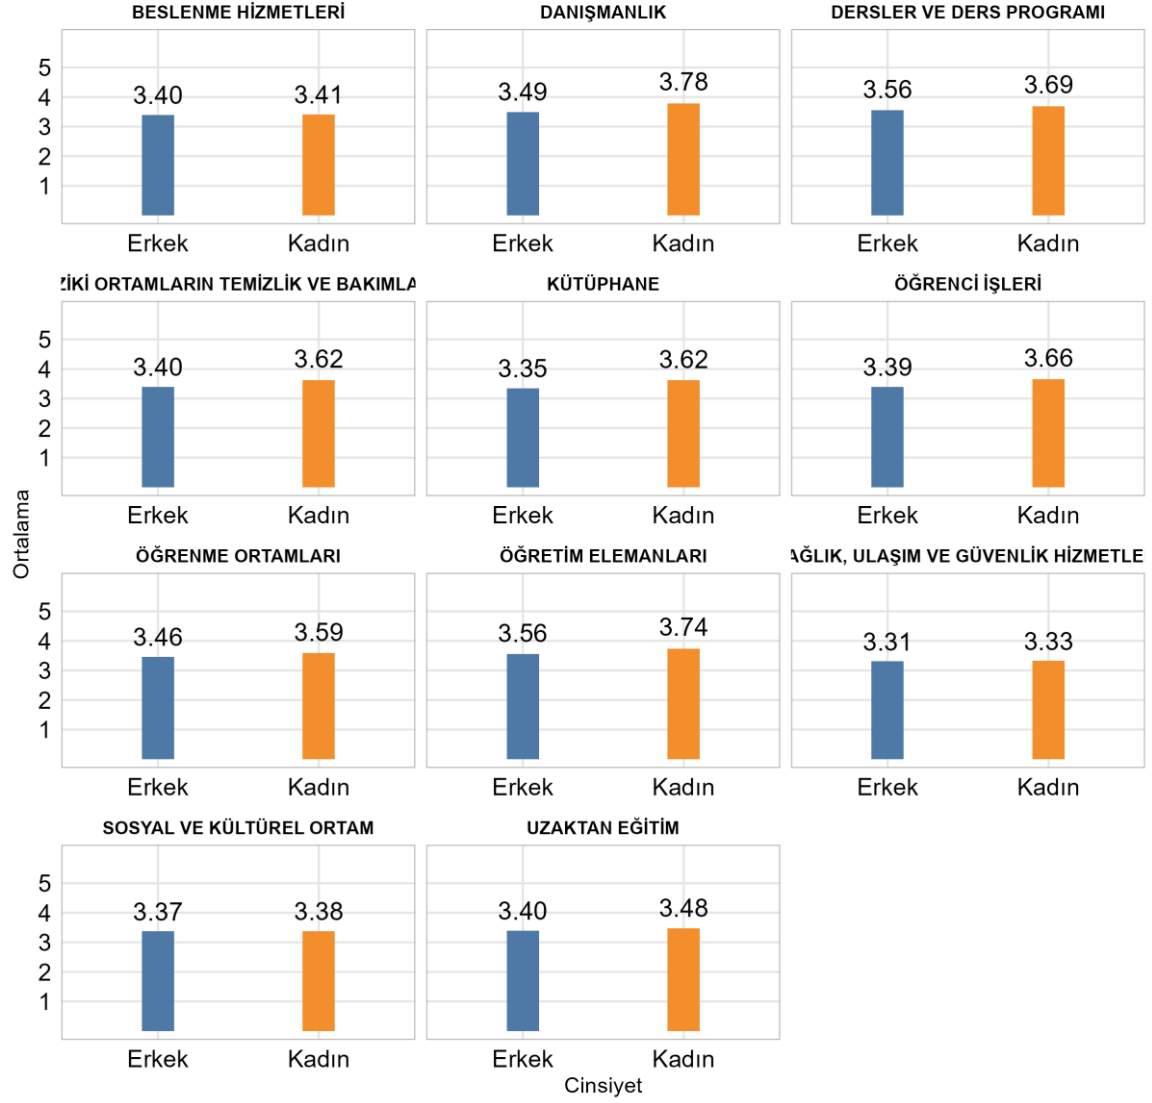 BESLENME HİZMETLERİ
5
4
3
2
1
3.40
3.41
Erkek
Kadın
DANIŞMANLIK
3.49
3.78
Erkek
Kadın
DERSLER VE DERS PROGRAMI
3.56
3.69
Erkek
Kadın
ZİKİ ORTAMLARIN TEMİZLİK VE BAKIMLA
5
4
3
2
1
3.40
3.62
Erkek
Kadın
KÜTÜPHANE
3.35
3.62
Erkek
Kadın
ÖĞRENCİ İŞLERİ
3.39
3.66
Erkek
Kadın
Ortalama
ÖĞRENME ORTAMLARI
5
4
3
2
1
3.46
3.59
Erkek
Kadın
ÖĞRETİM ELEMANLARI
3.56
3.74
Erkek
Kadın
AĞLIK, ULAŞIM VE GÜVENLİK HİZMETLE
3.31
3.33
Erkek
Kadın
SOSYAL VE KÜLTÜREL ORTAM
5
4
3
2
1
3.37
3.38
Erkek
Kadın
UZAKTAN EĞİTİM
3.40
3.48
Erkek
Kadın
Cinsiyet